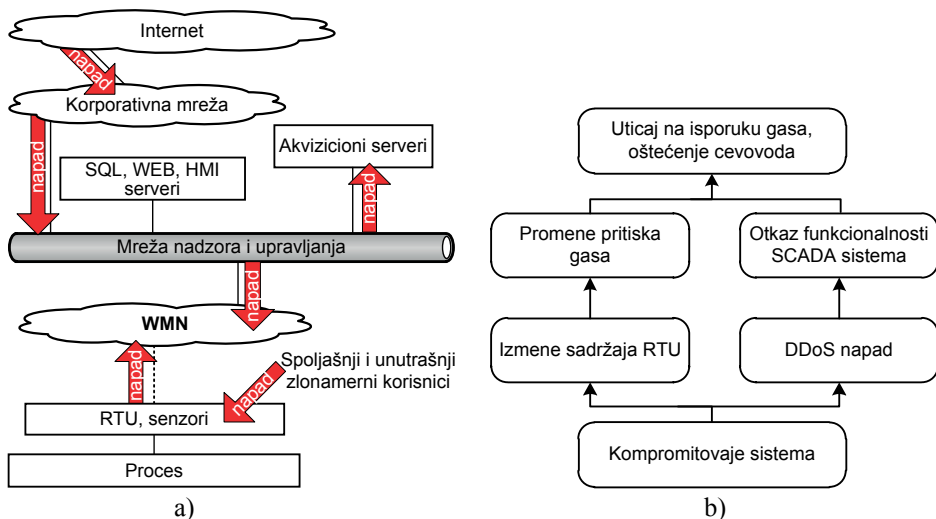 Internet
napad
Korporativna mreža
napad
SQL, WEB, HMI
serveri
Akvizicioni serveri
napad
Mreža nadzora i upravljanja
napad
WMN
napad
Spoljašnji i unutrašnji
zlonamerni korisnici
napad
RTU, senzori
Proces
a)
Uticaj na isporuku gasa,
oštećenje cevovoda
Promene pritiska
gasa
Otkaz funkcionalnosti
SCADA sistema
Izmene sadržaja RTU
DDoS napad
Kompromitovaje sistema
b)